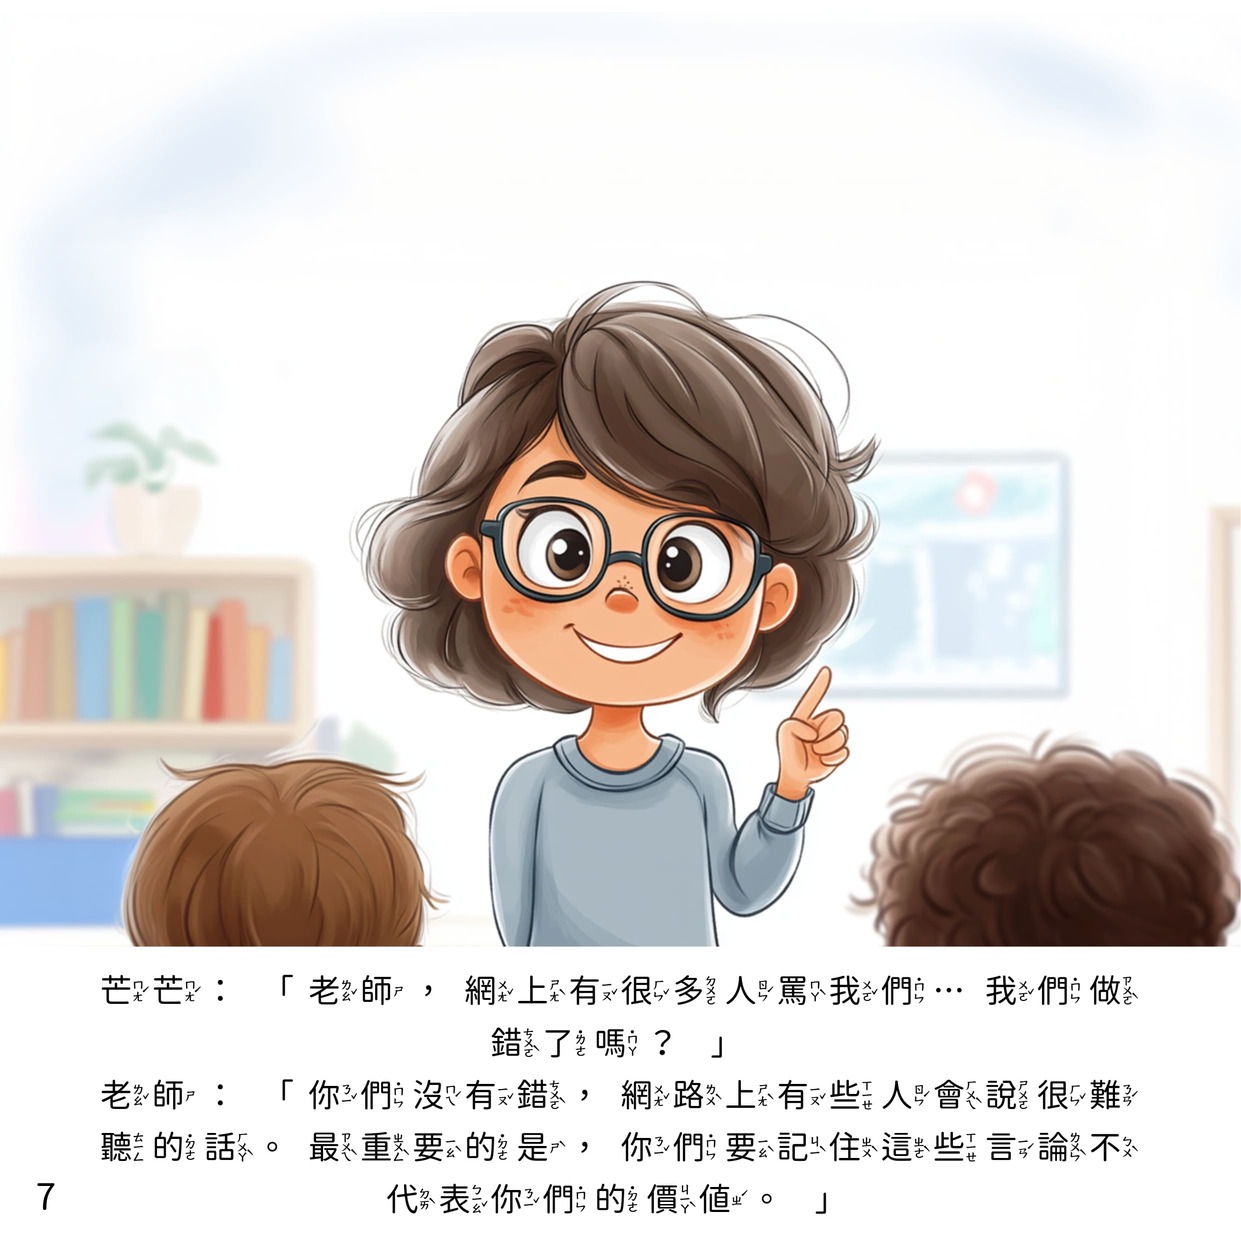 芒芒：「老師，網上有很多人罵我們… 我們做
錯了嗎？」
老師：「你們沒有錯，網路上有些人會說很難
聽的話。最重要的是，你們要記住這些言論不
代表你們的價值。」
7